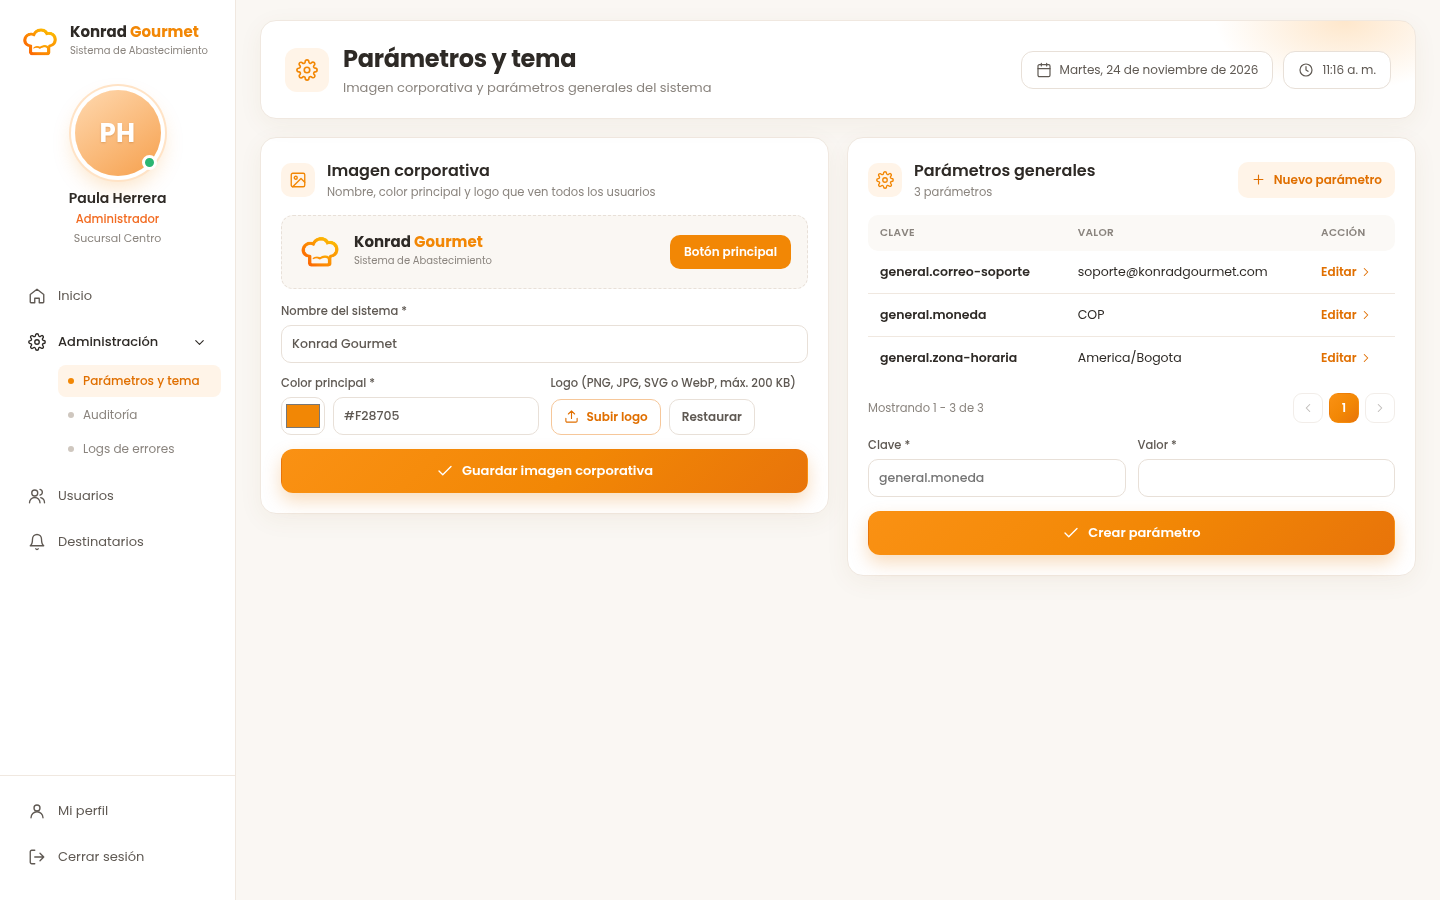 Konrad Gourmet
Sistema de Abastecimiento
PH
Paula Herrera
Administrador
Sucursal Centro
Inicio
Administración
Parámetros y tema
Auditoría
Logs de errores
Usuarios
Destinatarios
Mi perfil
Cerrar sesión
Parámetros y tema
Imagen corporativa y parámetros generales del sistema
Martes, 24 de noviembre de 2026
11:16 a. m.
Imagen corporativa
Nombre, color principal y logo que ven todos los usuarios
Konrad Gourmet
Sistema de Abastecimiento
Botón principal
Nombre del sistema *
Konrad Gourmet
Color principal *
Logo (PNG, JPG, SVG o WebP, máx. 200 KB)
#F28705
Subir logo
Restaurar
Guardar imagen corporativa
Parámetros generales
3 parámetros
Nuevo parámetro
CLAVE VALOR ACCIÓN
general.correo-soporte soporte@konradgourmet.com Editar
general.moneda COP Editar
general.zona-horaria America/Bogota Editar
Mostrando 1 - 3 de 3
1
Clave * Valor *
general.moneda
Crear parámetro